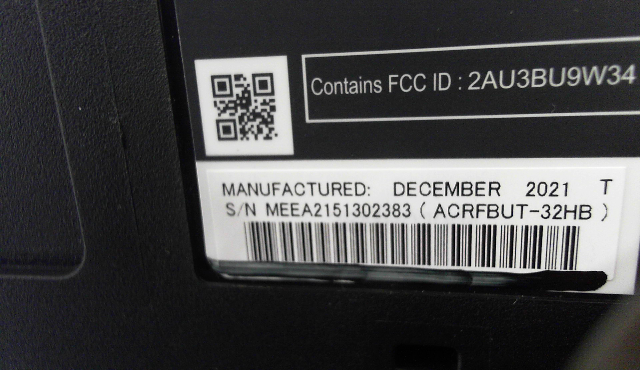 Contains FCC ID : 2AU3BU9W34
MANUFACTURED: DECEMBER 2021 T
S/N MEEA2151302383 ( ACRFBUT-32HB )